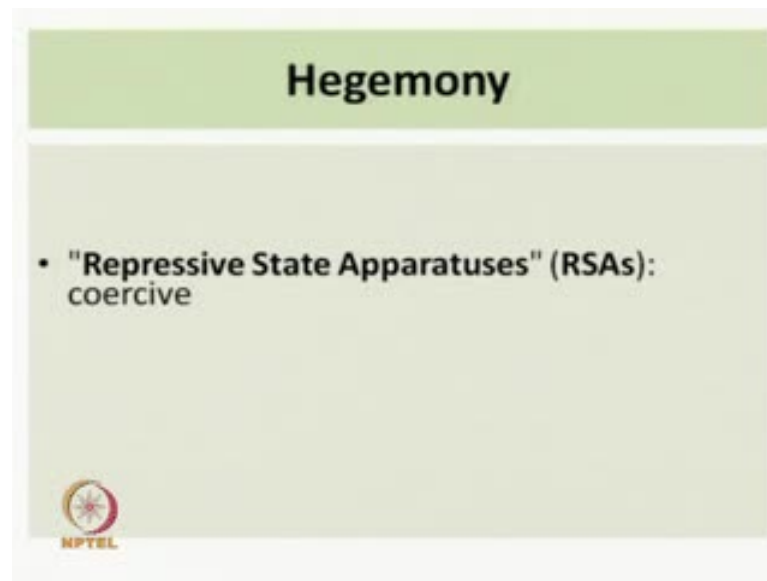 Hegemony
• "Repressive State Apparatuses" (RSAs):
coercive
NPTEL